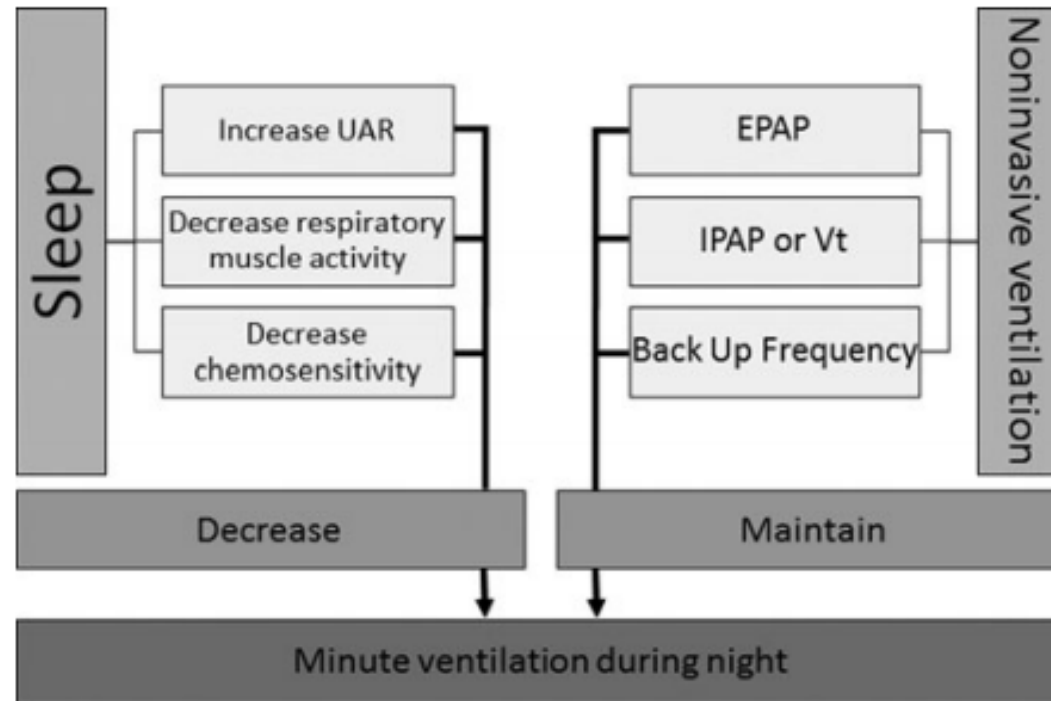 Sleep
Increase UAR
Decrease respiratory
muscle activity
Decrease
chemosensitivity
EPAP
IPAP or Vt
Back Up Frequency
Noninvasive ventilation
Decrease
Maintain
Minute ventilation during night